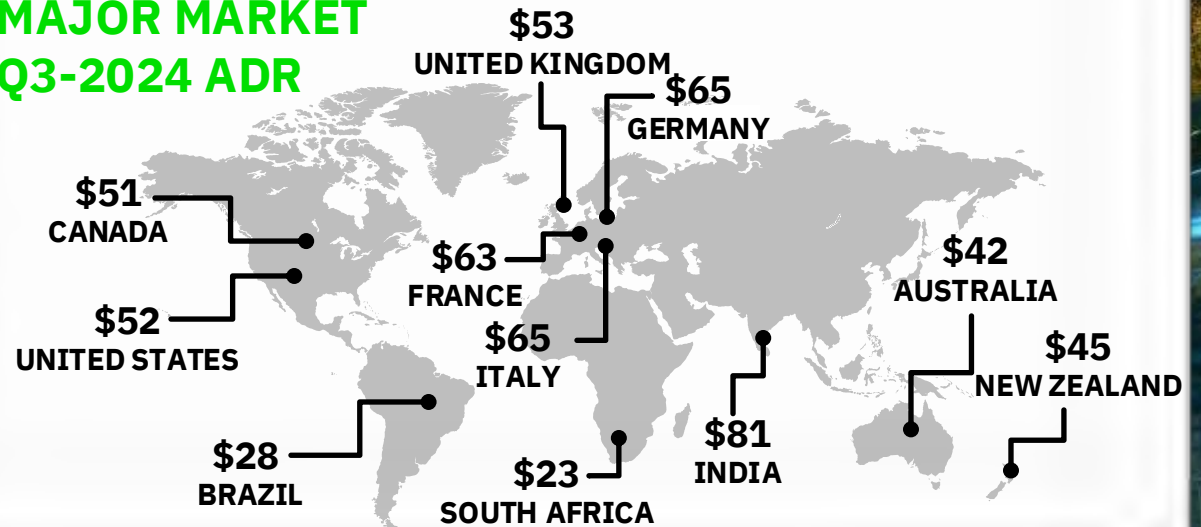 MAJOR MARKET
Q3-2024 ADR
$53
UNITED KINGDOM
$65
GERMANY
$51
CANADA
$63
FRANCE
$42
AUSTRALIA
$52
UNITED STATES
$65
ITALY
$45
NEW ZEALAND
$81
INDIA
$28
BRAZIL
$23
SOUTH AFRICA